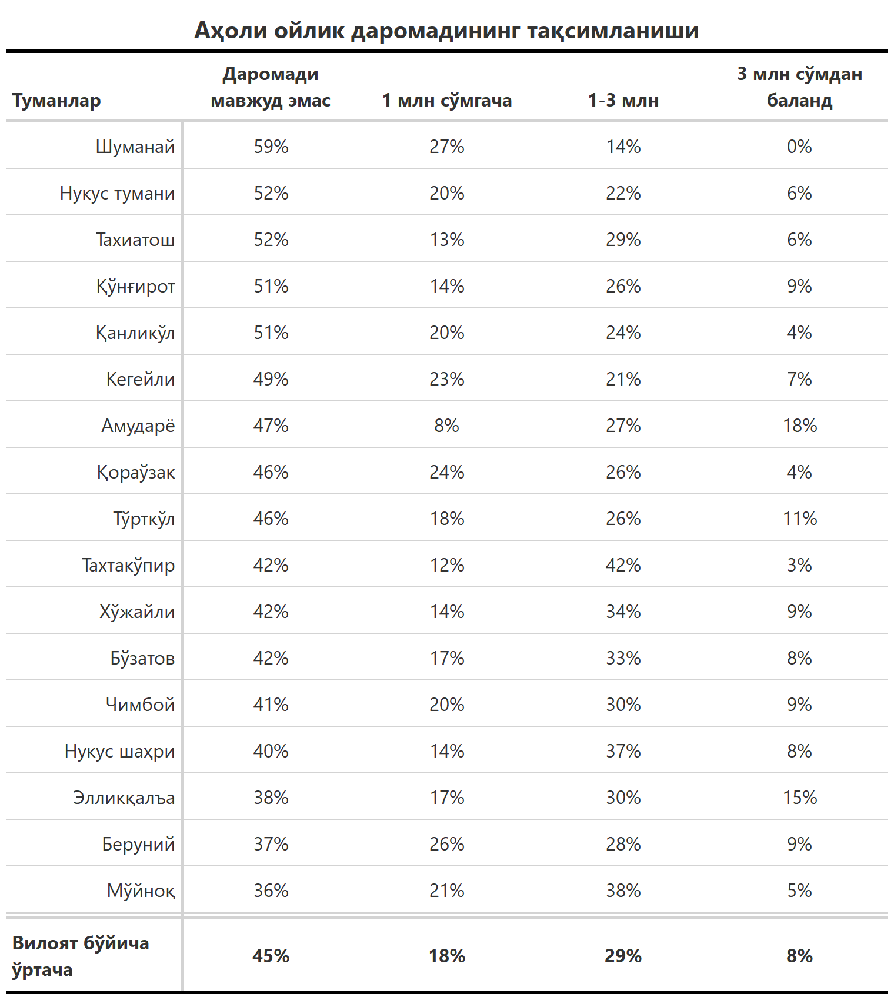 Аҳоли ойлик даромадининг тақсимланиши
Туманлар Даромади мавжуд эмас 1 млн сўмгача 1-3 млн 3 млн сўмдан баланд
Шуманай 59% 27% 14% 0%
Нукус тумани 52% 20% 22% 6%
Тахиатош 52% 13% 29% 6%
Қўнғирот 51% 14% 26% 9%
Қанликўл 51% 20% 24% 4%
Кегейли 49% 23% 21% 7%
Амударё 47% 8% 27% 18%
Қораўзак 46% 24% 26% 4%
Тўрткўл 46% 18% 26% 11%
Тахтакўпир 42% 12% 42% 3%
Хўжайли 42% 14% 34% 9%
Бўзатов 42% 17% 33% 8%
Чимбой 41% 20% 30% 9%
Нукус шаҳри 40% 14% 37% 8%
Элликқалъа 38% 17% 30% 15%
Беруний 37% 26% 28% 9%
Мўйноқ 36% 21% 38% 5%
Вилоят бўйича ўртача 45% 18% 29% 8%